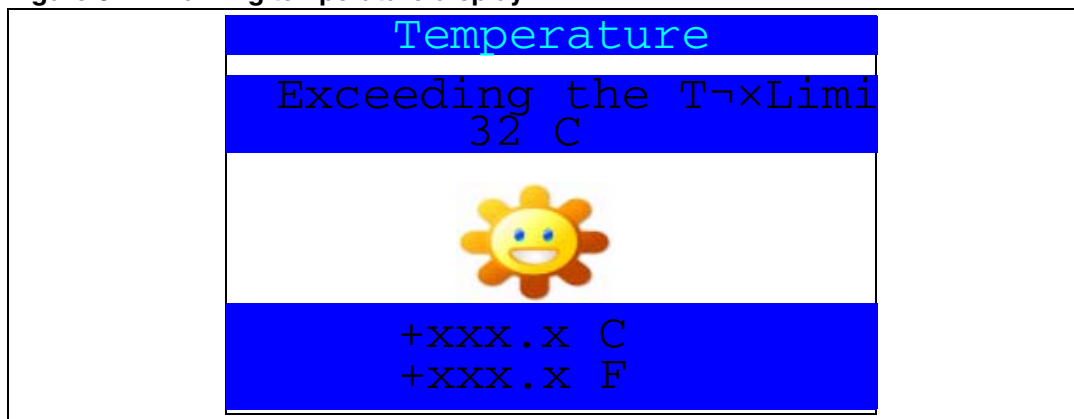 Temperature
Exceeding the T¬×Limi
32 C
+xxx.x C
+xxx.x F